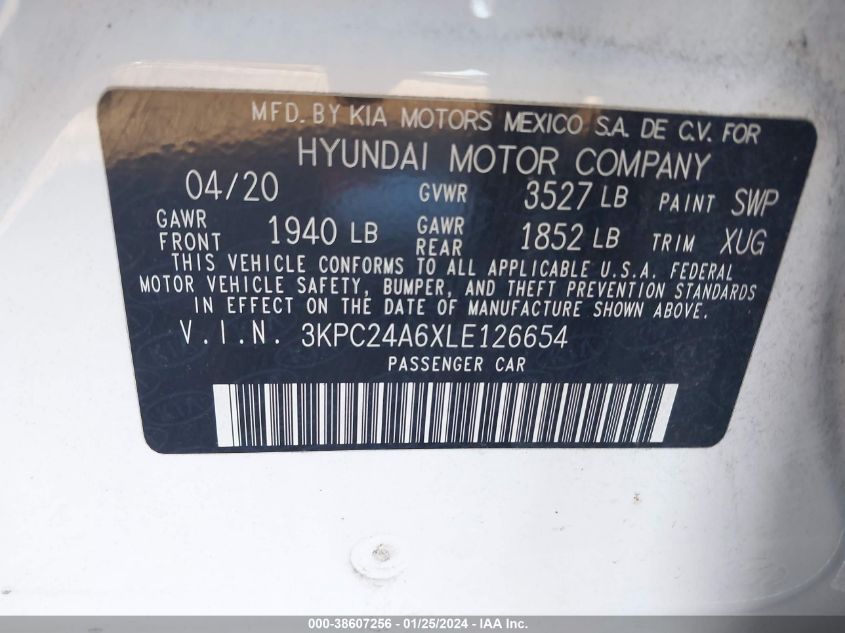 MFD. BY KIA MOTORS MEXICO S.A. DE C.V. FOR
HYUNDAI MOTOR COMPANY
04/20 GVWR 3527 LB PAINT SWP
GAWR FRONT 1940 LB GAWR REAR 1852 LB TRIM XUG
THIS VEHICLE CONFORMS TO ALL APPLICABLE U.S.A. FEDERAL
MOTOR VEHICLE SAFETY, BUMPER, AND THEFT PREVENTION STANDARDS
IN EFFECT ON THE DATE OF MANUFACTURE SHOWN ABOVE.
V.I.N. 3KPC24A6XLE126654
PASSENGER CAR
000-38607256 - 01/25/2024 - IAA Inc.